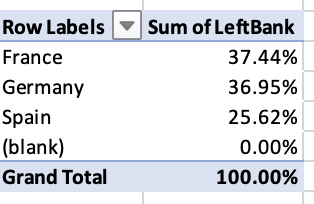 Row Labels Sum of LeftBank
France 37.44%
Germany 36.95%
Spain 25.62%
(blank) 0.00%
Grand Total 100.00%